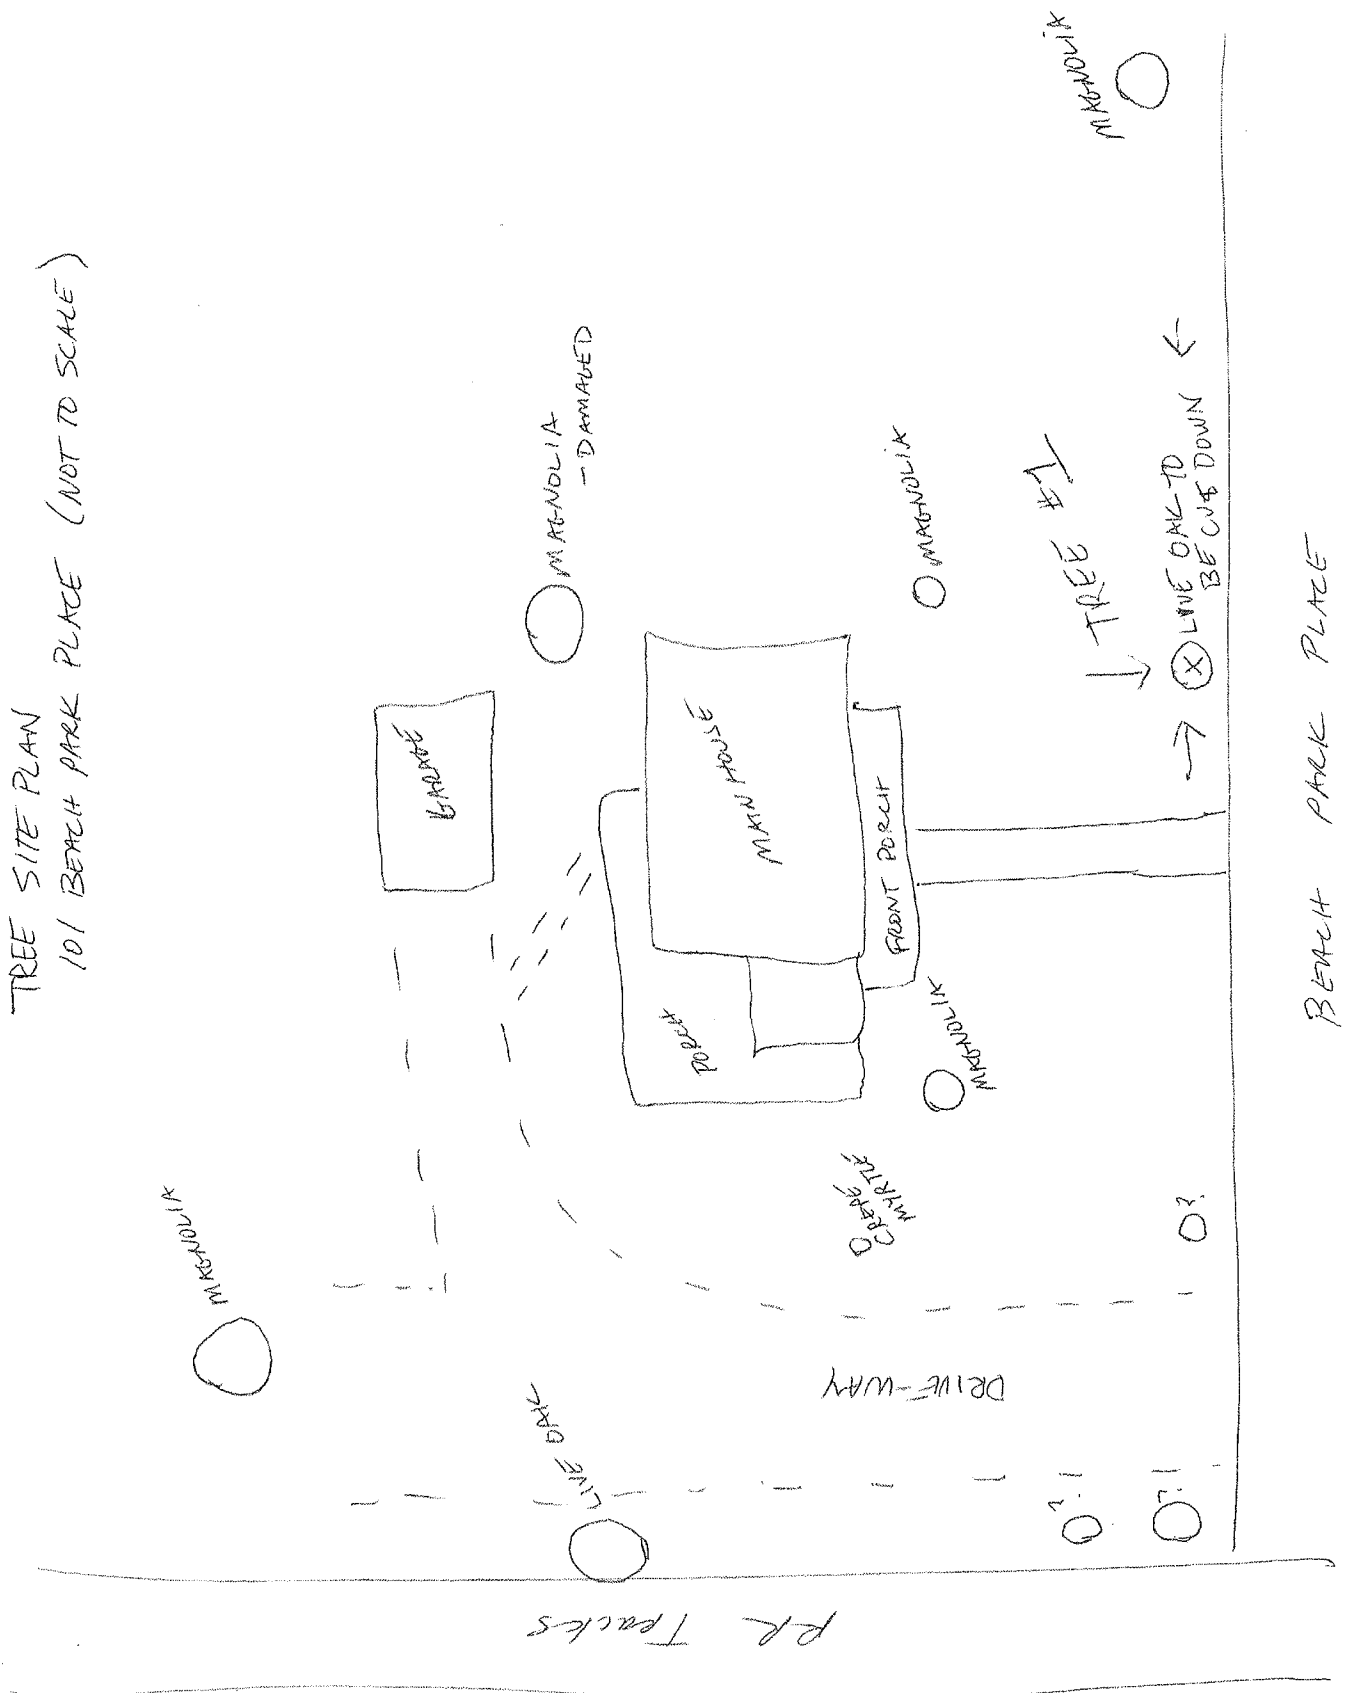 TREE SITE PLAN
101 BEACH PARK PLACE (NOT TO SCALE)
MAGNOLIA
GARAGE
MAGNOLIA
-DAMAGED
LIVE OAK
PORCH
MAIN HOUSE
CREPE
MYRTLE
FRONT PORCH
MAGNOLIA
MAGNOLIA
DRIVE-WAY
TREE #1
MAGNOLIA
?
?
?
X
LIVE OAK TO
BE CUT DOWN
RR Tracks
BEACH PARK PLACE